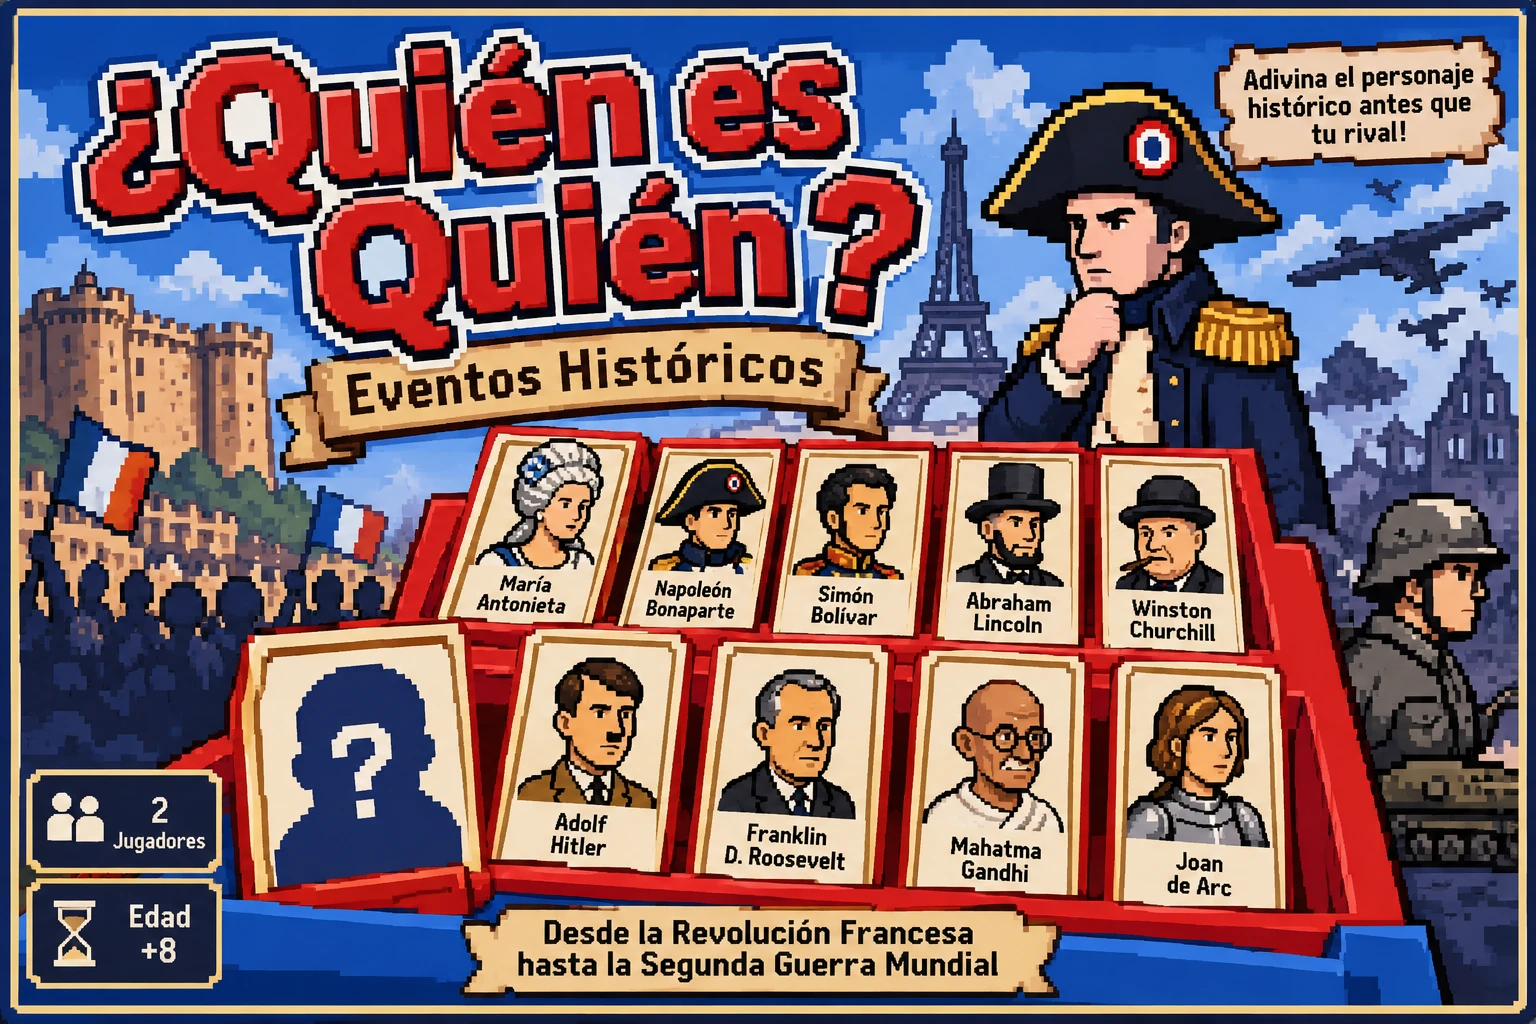 ¿Quién es
Quién?
Eventos Históricos
Adivina el personaje
histórico antes que
tu rival!
María
Antonieta
Napoleón
Bonaparte
Simón
Bolívar
Abraham
Lincoln
Winston
Churchill
?
Adolf
Hitler
Franklin
D. Roosevelt
Mahatma
Gandhi
Joan
de Arc
2
Jugadores
Edad
+8
Desde la Revolución Francesa
hasta la Segunda Guerra Mundial